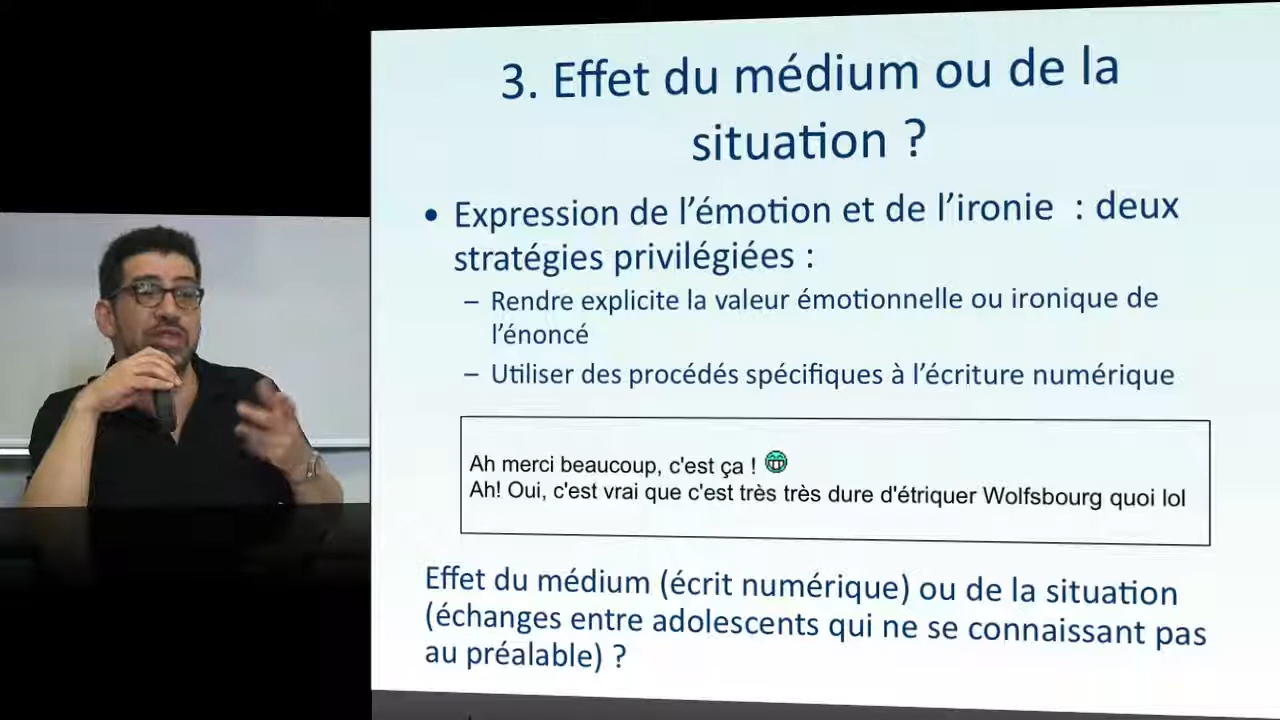 3. Effet du médium ou de la
situation ?
• Expression de l’émotion et de l’ironie : deux
stratégies privilégiées :
– Rendre explicite la valeur émotionnelle ou ironique de
l’énoncé
– Utiliser des procédés spécifiques à l’écriture numérique
Ah merci beaucoup, c'est ça !
Ah! Oui, c'est vrai que c'est très très dure d'étriquer Wolfsbourg quoi lol
Effet du médium (écrit numérique) ou de la situation
(échanges entre adolescents qui ne se connaissant pas
au préalable) ?